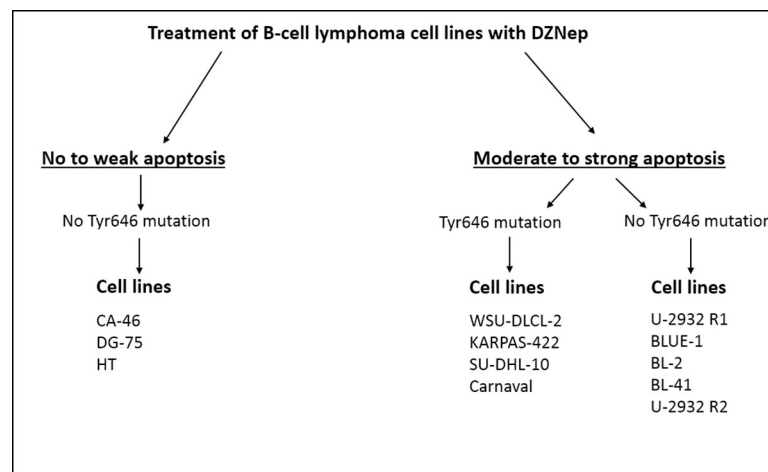 Treatment of B-cell lymphoma cell lines with DZNep
No to weak apoptosis
Moderate to strong apoptosis
No Tyr646 mutation
Tyr646 mutation
No Tyr646 mutation
Cell lines
Cell lines
Cell lines
CA-46
DG-75
HT
WSU-DLCL-2
KARPAS-422
SU-DHL-10
Carnaval
U-2932 R1
BLUE-1
BL-2
BL-41
U-2932 R2